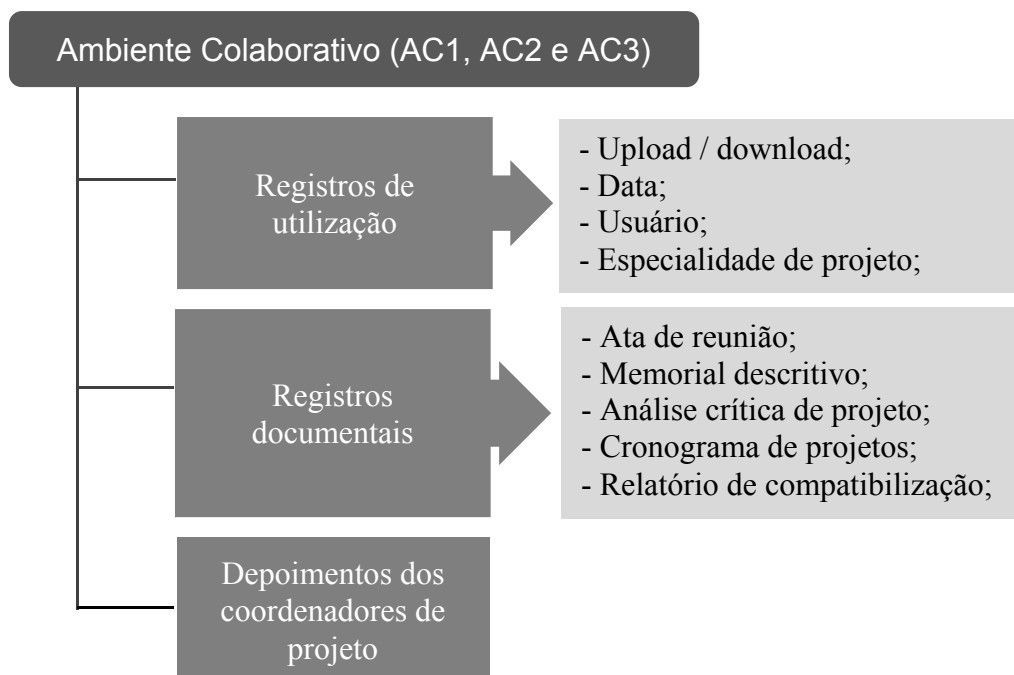 Ambiente Colaborativo (AC1, AC2 e AC3)
Registros de
utilização
- Upload / download;
- Data;
- Usuário;
- Especialidade de projeto;
Registros
documentais
- Ata de reunião;
- Memorial descritivo;
- Análise crítica de projeto;
- Cronograma de projetos;
- Relatório de compatibilização;
Depoimentos dos
coordenadores de
projeto